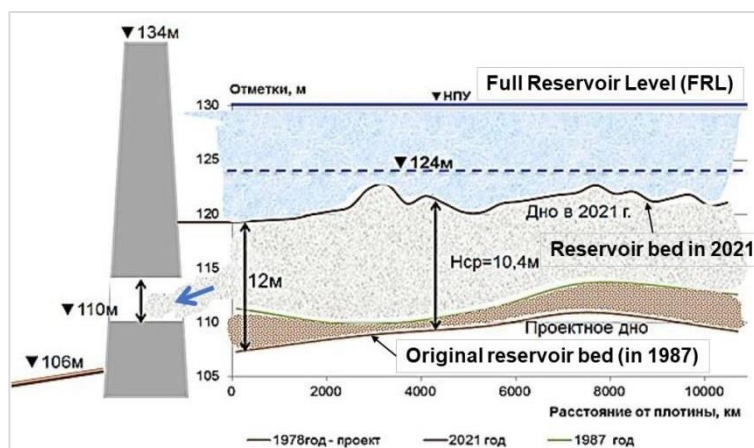 ▼134м
Отметки, м
▼НПУ
Full Reservoir Level (FRL)
130
125
▼124м
120
Дно в 2021 г.
Reservoir bed in 2021
Нср=10,4м
12м
115
▼110м
110
Проектное дно
Original reservoir bed (in 1987)
▼106м
105
0
2000
4000
6000
8000
10000
Расстояние от плотины, км
1978год - проект
2021 год
1987 год